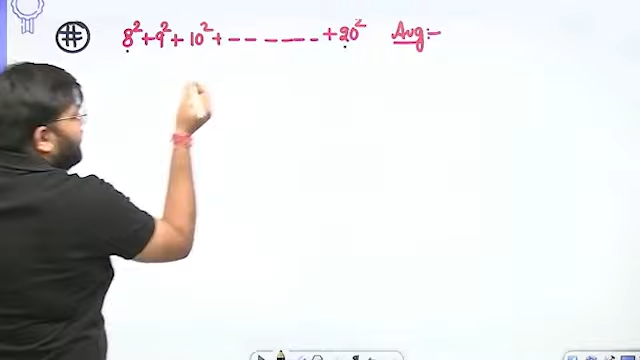 # 8² + 9² + 10² + - - - - - - + 20² Avg:-